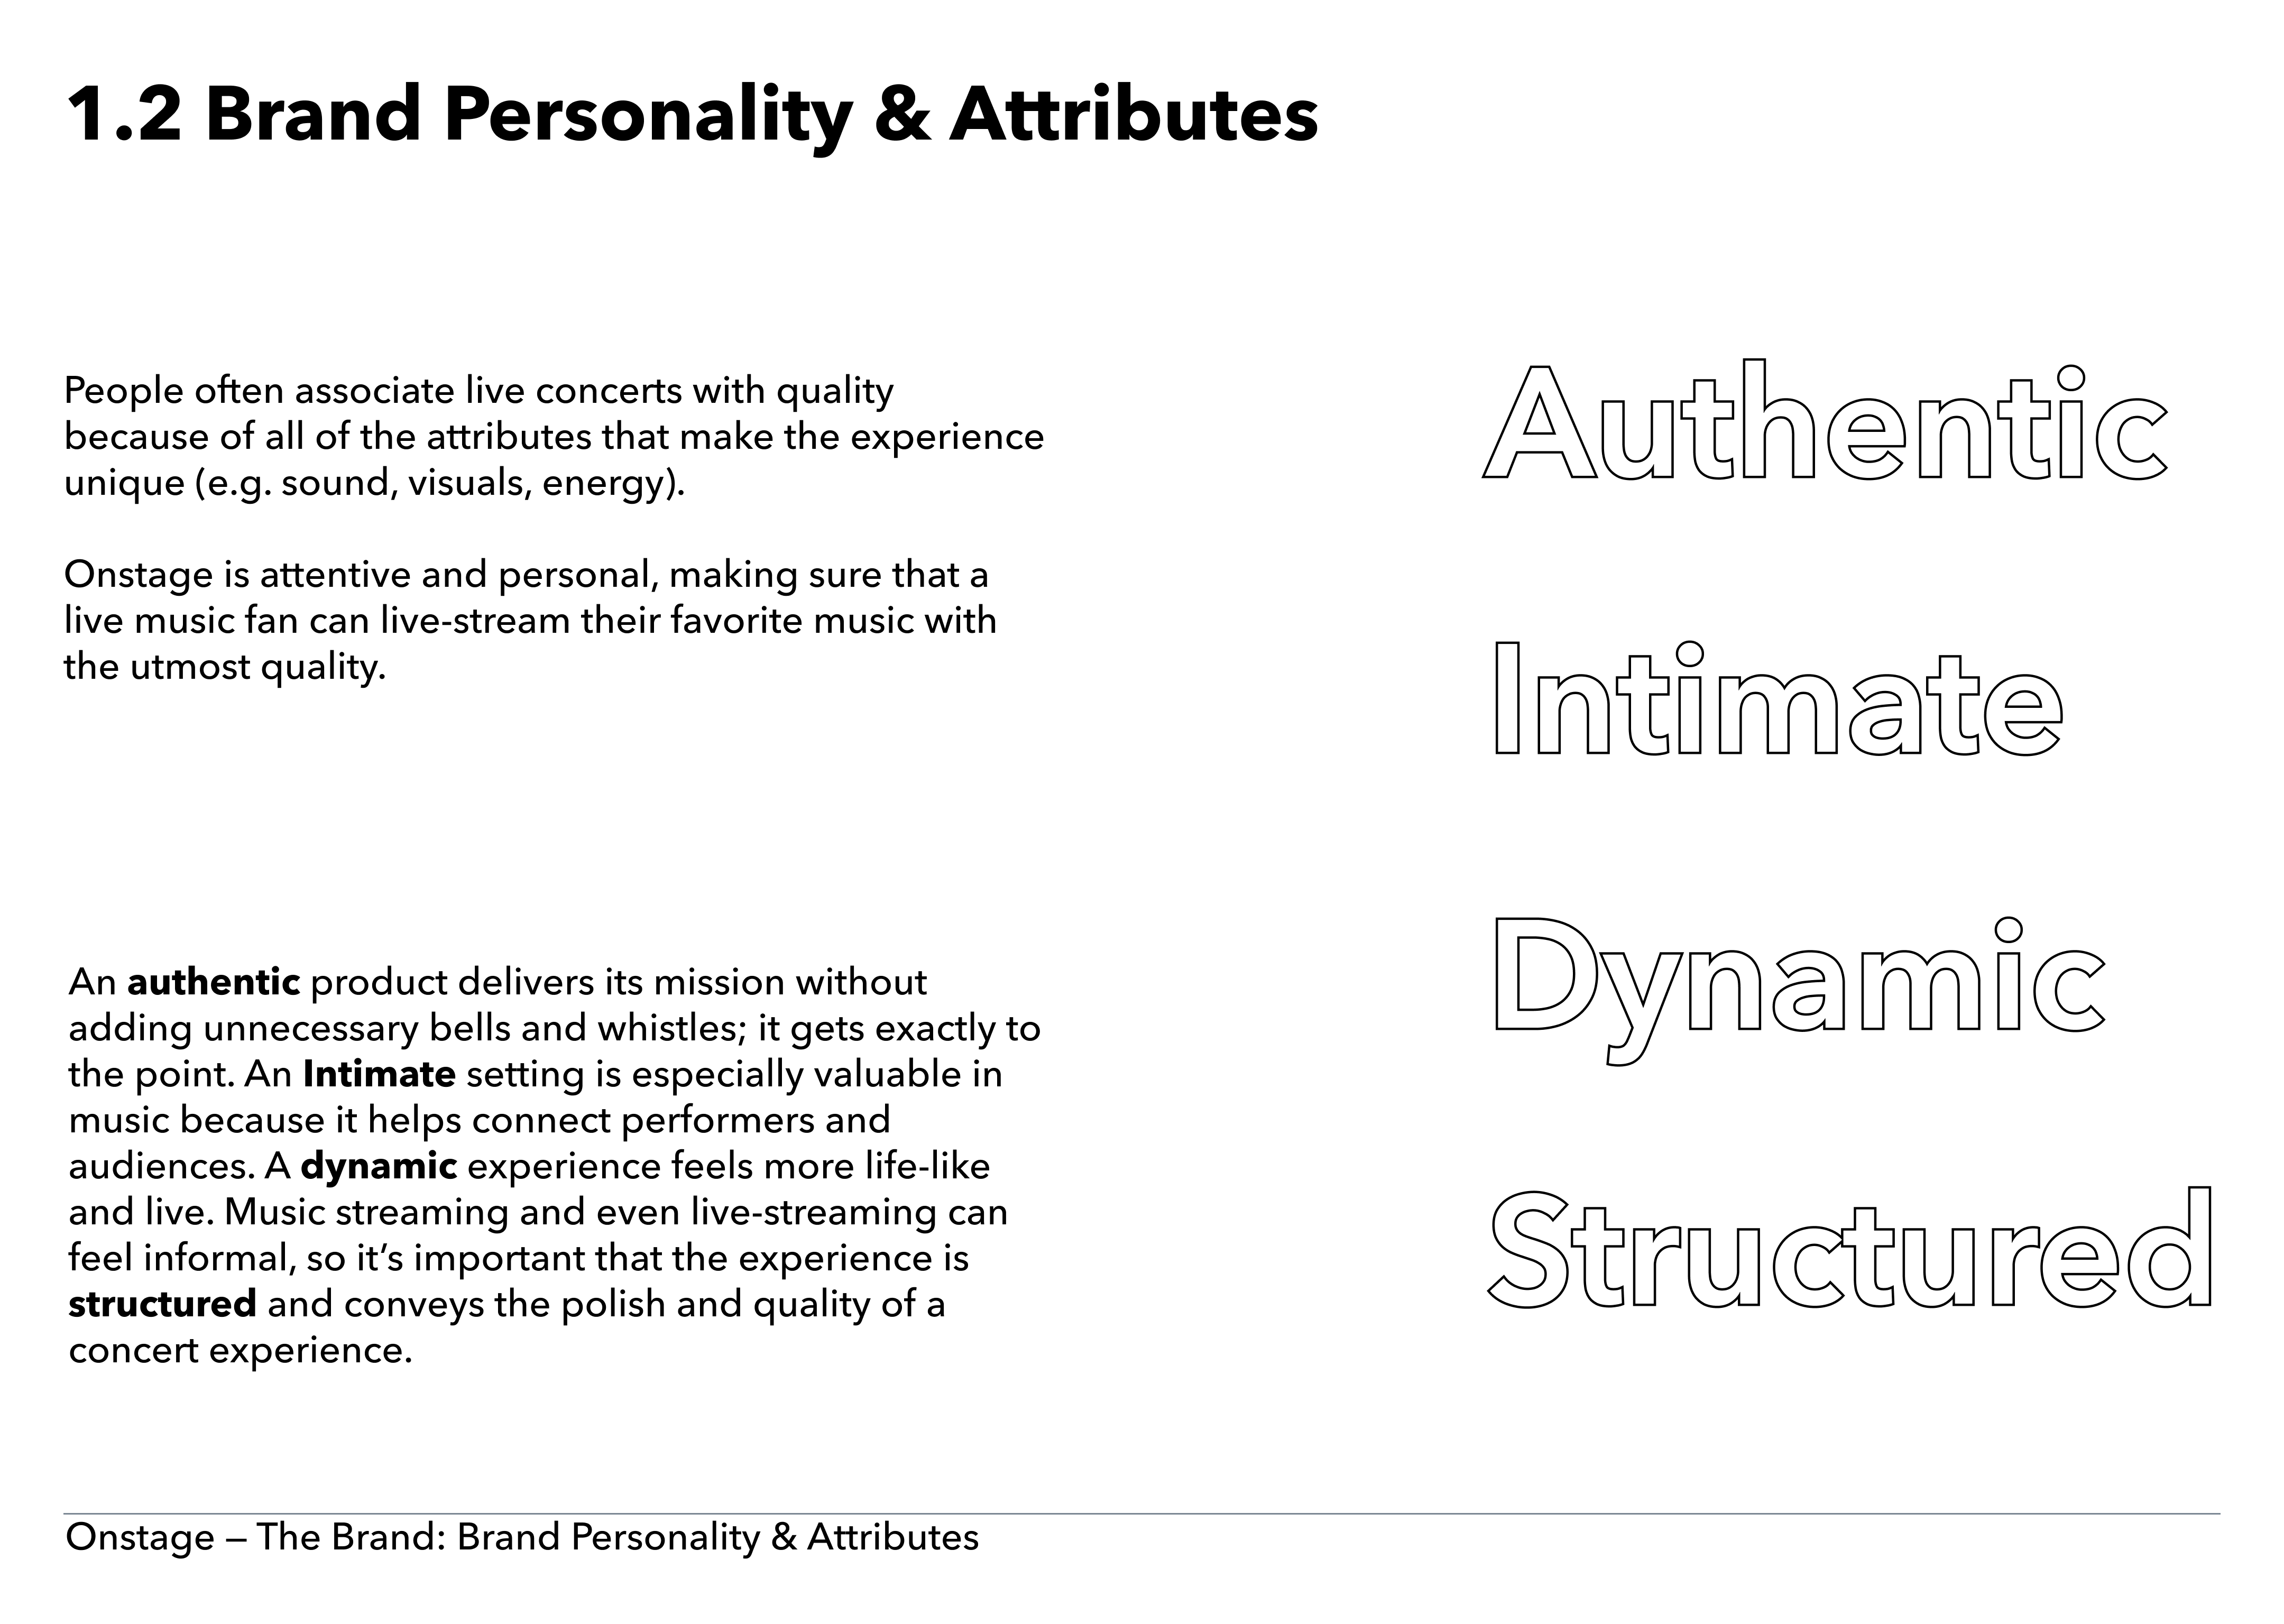 1.2 Brand Personality & Attributes
People often associate live concerts with quality
because of all of the attributes that make the experience
unique (e.g. sound, visuals, energy).
Onstage is attentive and personal, making sure that a
live music fan can live-stream their favorite music with
the utmost quality.
An authentic product delivers its mission without
adding unnecessary bells and whistles; it gets exactly to
the point. An Intimate setting is especially valuable in
music because it helps connect performers and
audiences. A dynamic experience feels more life-like
and live. Music streaming and even live-streaming can
feel informal, so it’s important that the experience is
structured and conveys the polish and quality of a
concert experience.
Authentic
Intimate
Dynamic
Structured
Onstage – The Brand: Brand Personality & Attributes